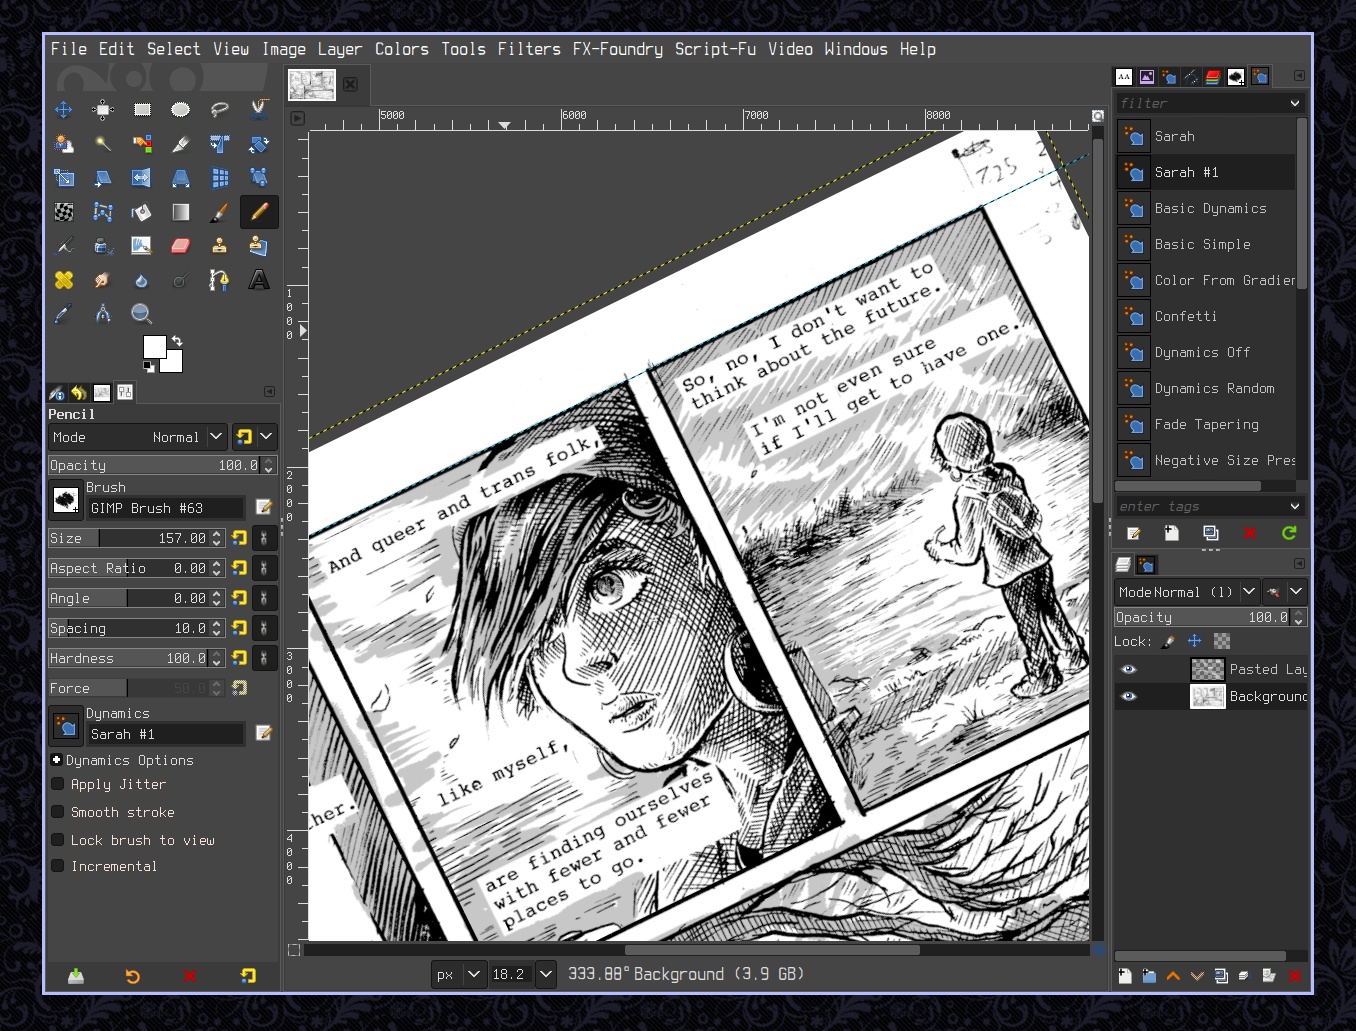 File Edit Select View Image Layer Colors Tools Filters FX-Foundry Script-Fu Video Windows Help
5000 6000 7000 8000
1000
2000
3000
4000
Pencil
Mode Normal
Opacity 100.0
Brush
GIMP Brush #63
Size 157.00
Aspect Ratio 0.00
Angle 0.00
Spacing 10.0
Hardness 100.0
Force 50.0
Dynamics
Sarah #1
Dynamics Options
Apply Jitter
Smooth stroke
Lock brush to view
Incremental
7.25
And queer and trans folk,
like myself,
are finding ourselves
with fewer and fewer
places to go.
her.
So, no, I don't want to
think about the future.
I'm not even sure
if I'll get to have one.
px 18.2 333.88° Background (3.9 GB)
AA
filter
Sarah
Sarah #1
Basic Dynamics
Basic Simple
Color From Gradien
Confetti
Dynamics Off
Dynamics Random
Fade Tapering
Negative Size Pres
enter tags
Mode Normal (l)
Opacity 100.0
Lock:
Pasted Lay
Background